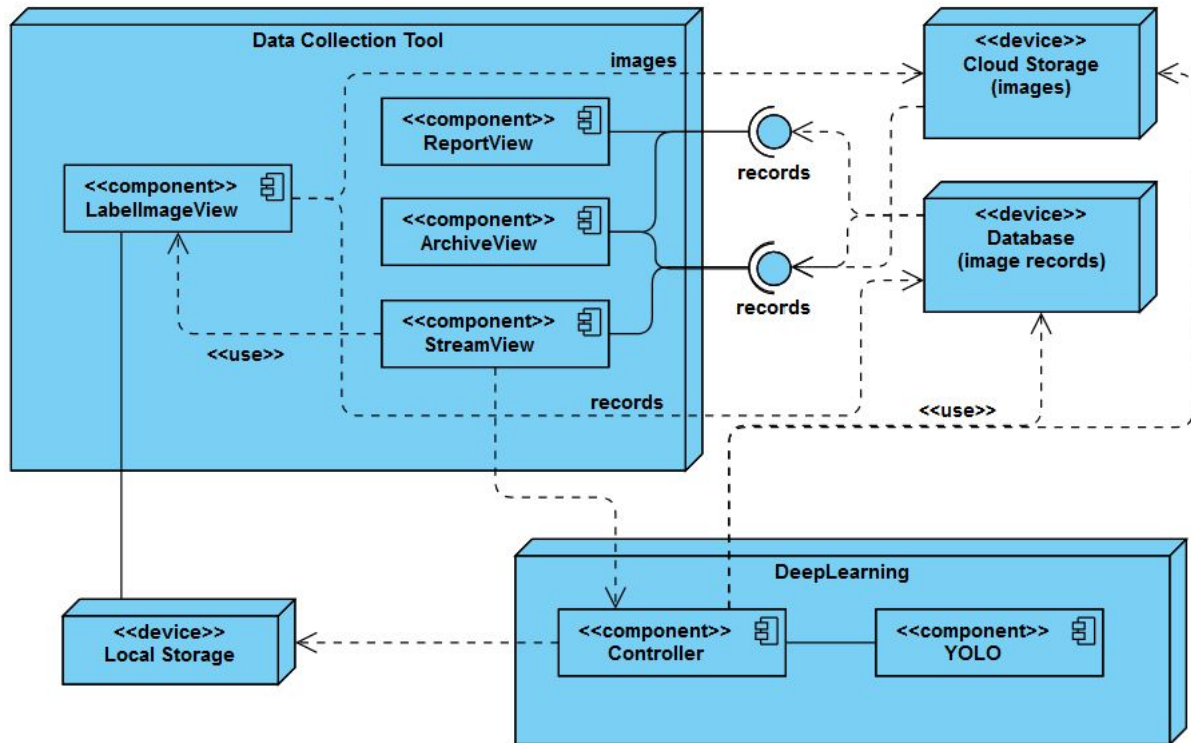 Data Collection Tool
images
<<device>>
Cloud Storage
(images)
<<component>>
ReportView
records
<<component>>
LabelImageView
<<component>>
ArchiveView
<<device>>
Database
(image records)
records
<<component>>
StreamView
<<use>>
records
<<use>>
DeepLearning
<<device>>
Local Storage
<<component>>
Controller
<<component>>
YOLO